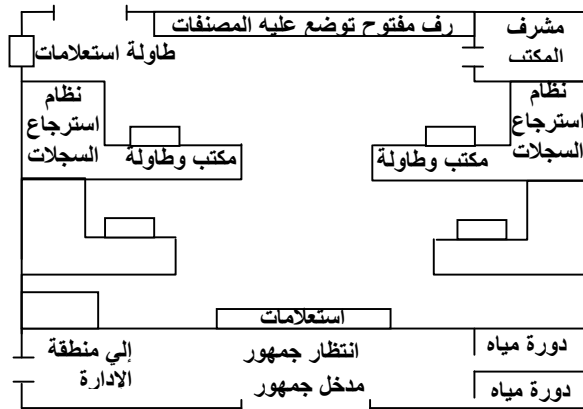 رف مفتوح توضع عليه المصنفات
مشرف
المكتب
طاولة استعلامات
نظام
استرجاع
السجلات
نظام
استرجاع
السجلات
مكتب وطاولة
مكتب وطاولة
استعلامات
انتظار جمهور
دورة مياه
إلي منطقة
الادارة
مدخل جمهور
دورة مياه